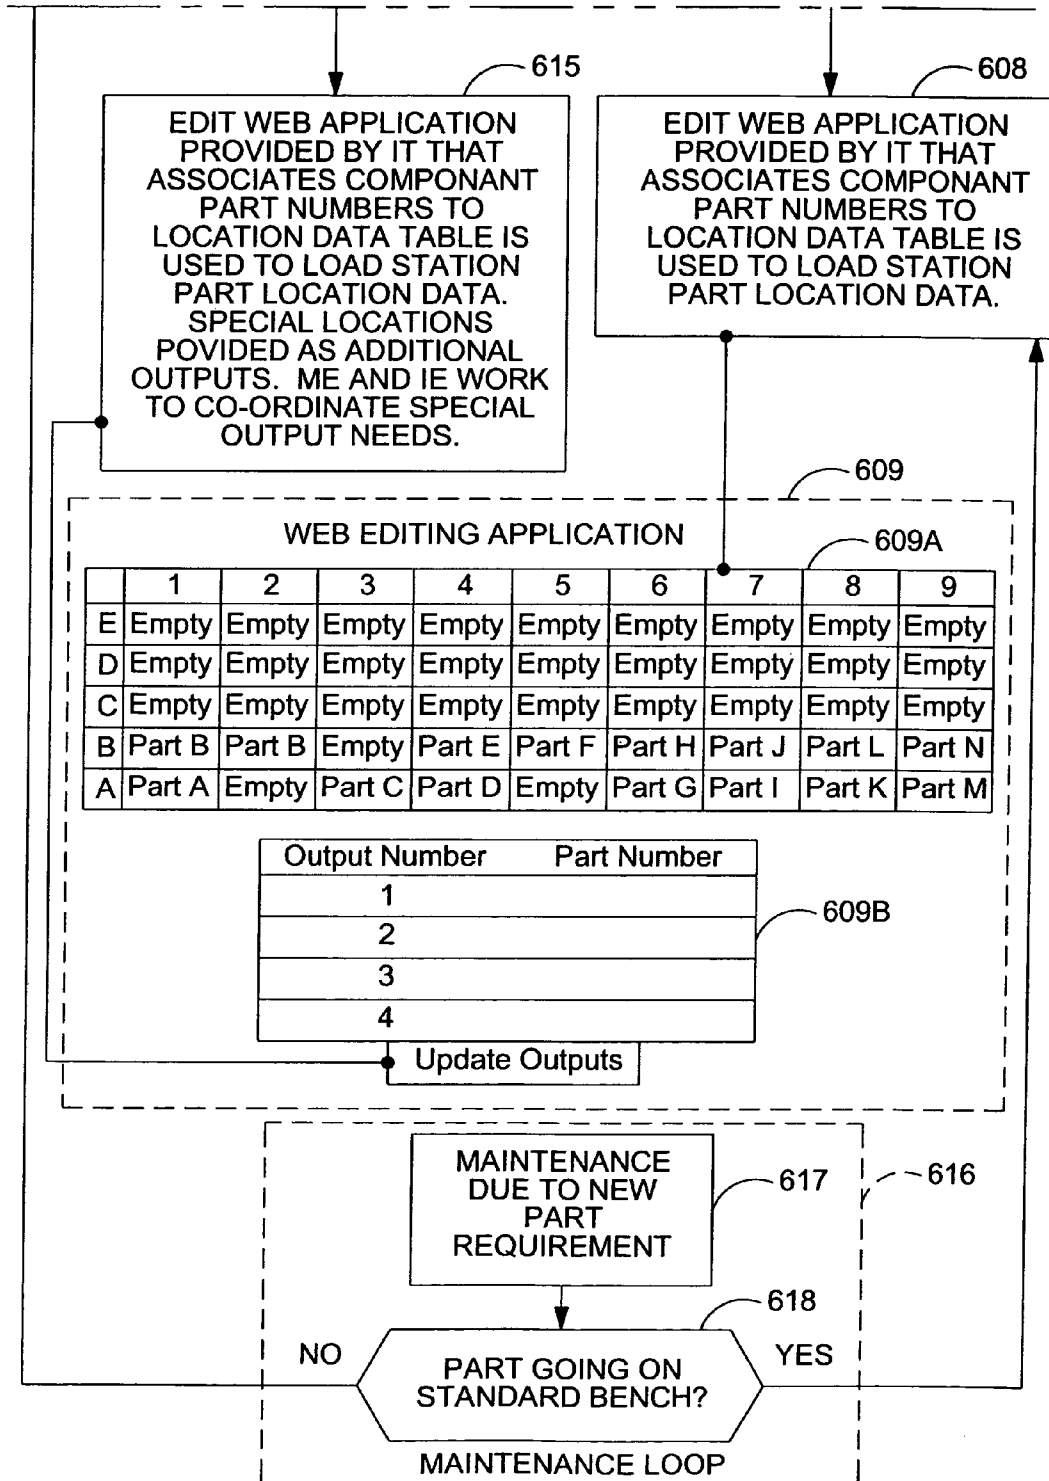 615
EDIT WEB APPLICATION
PROVIDED BY IT THAT
ASSOCIATES COMPONANT
PART NUMBERS TO
LOCATION DATA TABLE IS
USED TO LOAD STATION
PART LOCATION DATA.
SPECIAL LOCATIONS
POVIDED AS ADDITIONAL
OUTPUTS. ME AND IE WORK
TO CO-ORDINATE SPECIAL
OUTPUT NEEDS.
608
EDIT WEB APPLICATION
PROVIDED BY IT THAT
ASSOCIATES COMPONANT
PART NUMBERS TO
LOCATION DATA TABLE IS
USED TO LOAD STATION
PART LOCATION DATA.
609
WEB EDITING APPLICATION
609A
1 2 3 4 5 6 7 8 9
E Empty Empty Empty Empty Empty Empty Empty Empty Empty
D Empty Empty Empty Empty Empty Empty Empty Empty Empty
C Empty Empty Empty Empty Empty Empty Empty Empty Empty
B Part B Part B Empty Part E Part F Part H Part J Part L Part N
A Part A Empty Part C Part D Empty Part G Part I Part K Part M
Output Number Part Number
1
2
3
4
609B
Update Outputs
616
MAINTENANCE
DUE TO NEW
PART
REQUIREMENT
617
618
NO
PART GOING ON
STANDARD BENCH?
YES
MAINTENANCE LOOP